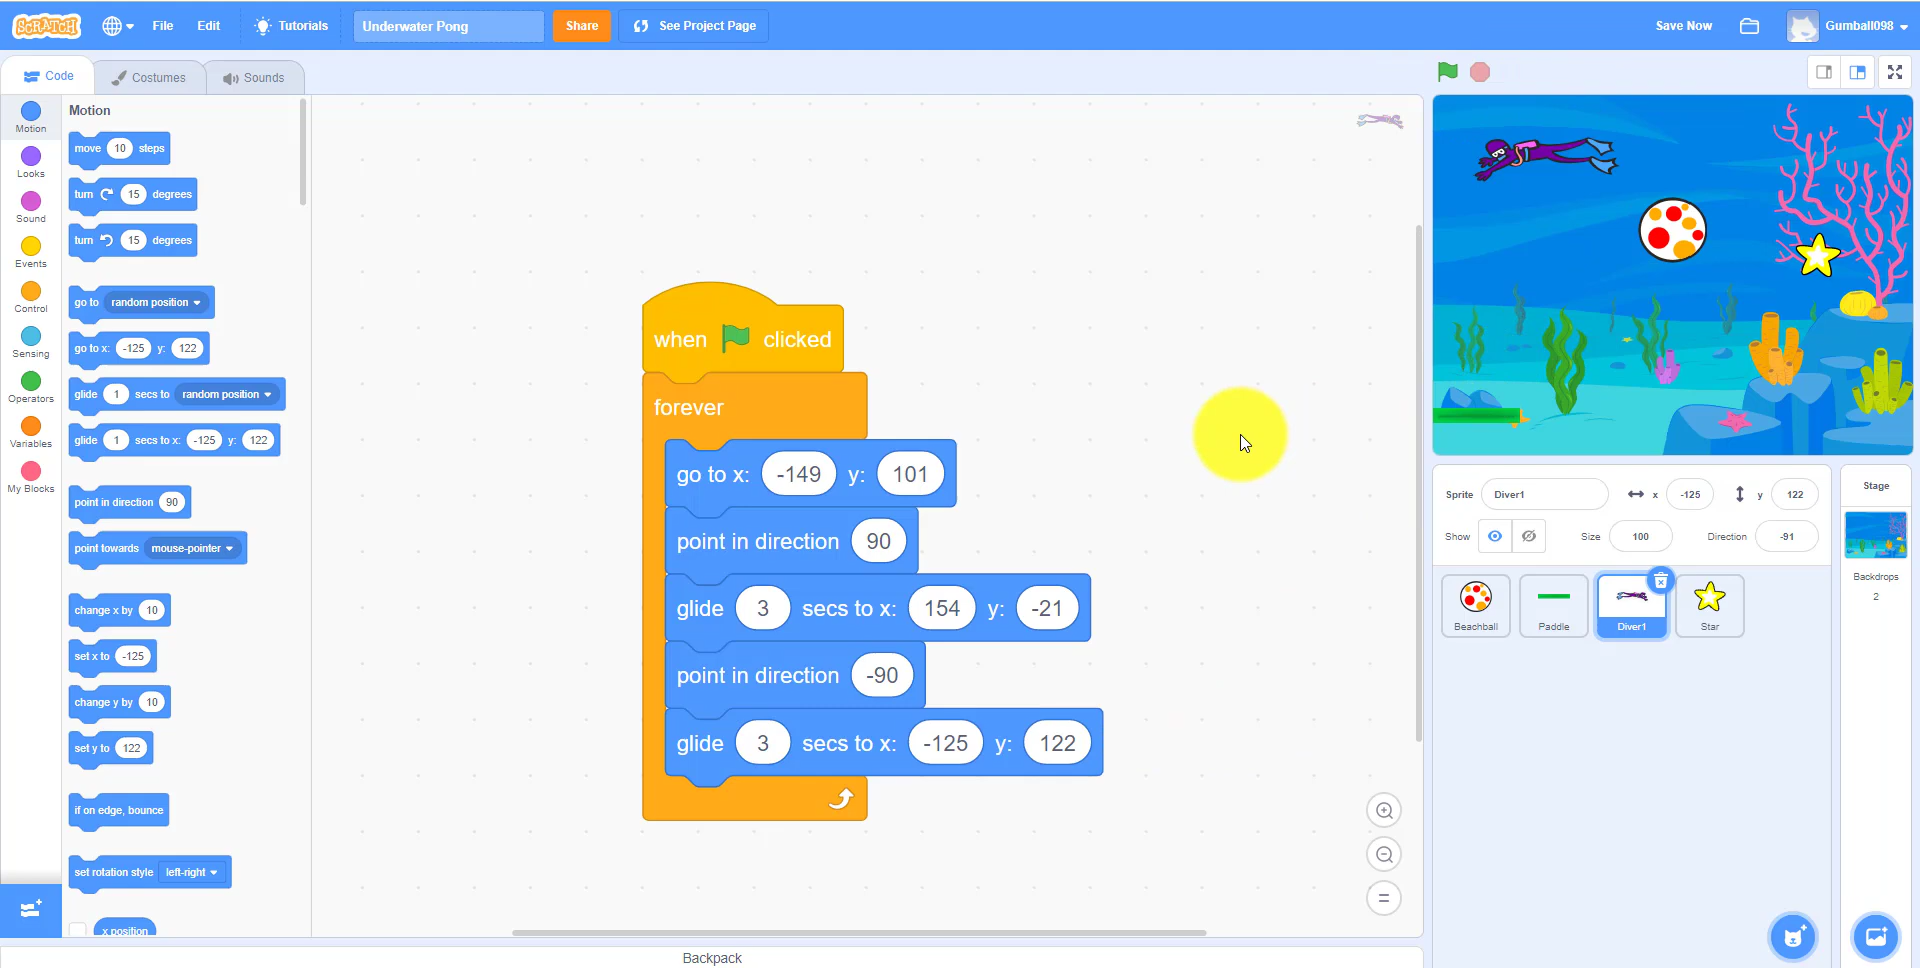 SCRATCH File Edit Tutorials Underwater Pong Share See Project Page Save Now Gumball098
Code Costumes Sounds
Motion
Looks
Sound
Events
Control
Sensing
Operators
Variables
My Blocks
Motion
move 10 steps
turn 15 degrees
turn 15 degrees
go to random position
go to x: -125 y: 122
glide 1 secs to random position
glide 1 secs to x: -125 y: 122
point in direction 90
point towards mouse-pointer
change x by 10
set x to -125
change y by 10
set y to 122
if on edge, bounce
set rotation style left-right
x position
when clicked
forever
go to x: -149 y: 101
point in direction 90
glide 3 secs to x: 154 y: -21
point in direction -90
glide 3 secs to x: -125 y: 122
Backpack
Sprite Diver1 x -125 y 122
Show Size 100 Direction -91
Beachball Paddle Diver1 Star
Stage
Backdrops
2